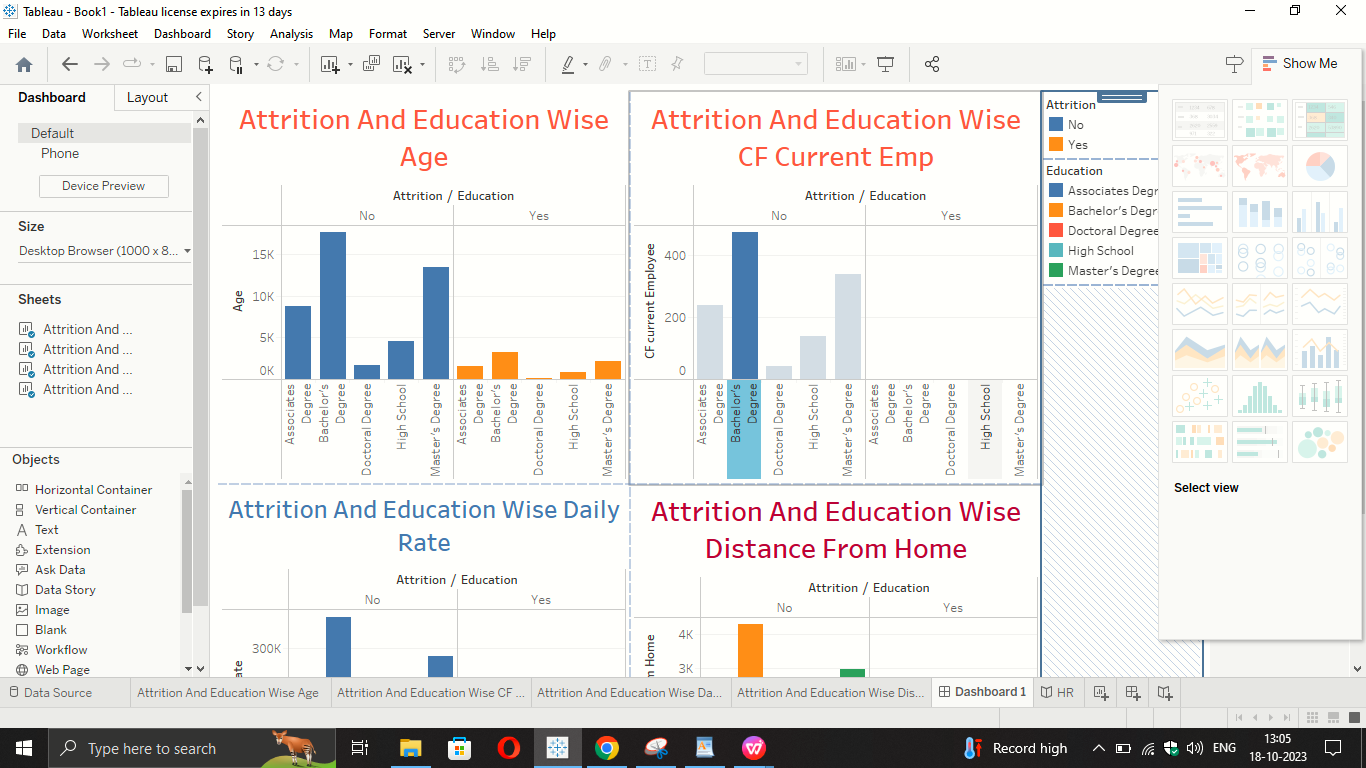 Tableau - Book1 - Tableau license expires in 13 days
File Data Worksheet Dashboard Story Analysis Map Format Server Window Help
Show Me
Dashboard Layout
Default
Phone
Device Preview
Size
Desktop Browser (1000 x 8...
Sheets
Attrition And ...
Attrition And ...
Attrition And ...
Attrition And ...
Objects
Horizontal Container
Vertical Container
Text
Extension
Ask Data
Data Story
Image
Blank
Workflow
Web Page
Attrition And Education Wise
Age
Attrition / Education
No Yes
Age
15K
10K
5K
0K
Associates Degree
Bachelor's Degree
Doctoral Degree
High School
Master's Degree
Associates Degree
Bachelor's Degree
Doctoral Degree
High School
Master's Degree
Attrition And Education Wise
CF Current Emp
Attrition / Education
No Yes
CF current Employee
400
200
0
Associates Degree
Bachelor's Degree
Doctoral Degree
High School
Master's Degree
Associates Degree
Bachelor's Degree
Doctoral Degree
High School
Master's Degree
Attrition And Education Wise Daily
Rate
Attrition / Education
No Yes
300K
ate
Attrition And Education Wise
Distance From Home
Attrition / Education
No Yes
4K
3K
m Home
Attrition
No
Yes
Education
Associates Degr
Bachelor's Degr
Doctoral Degree
High School
Master's Degree
Select view
Data Source Attrition And Education Wise Age Attrition And Education Wise CF ... Attrition And Education Wise Da... Attrition And Education Wise Dis... Dashboard 1 HR
Type here to search
Record high
ENG
13:05
18-10-2023